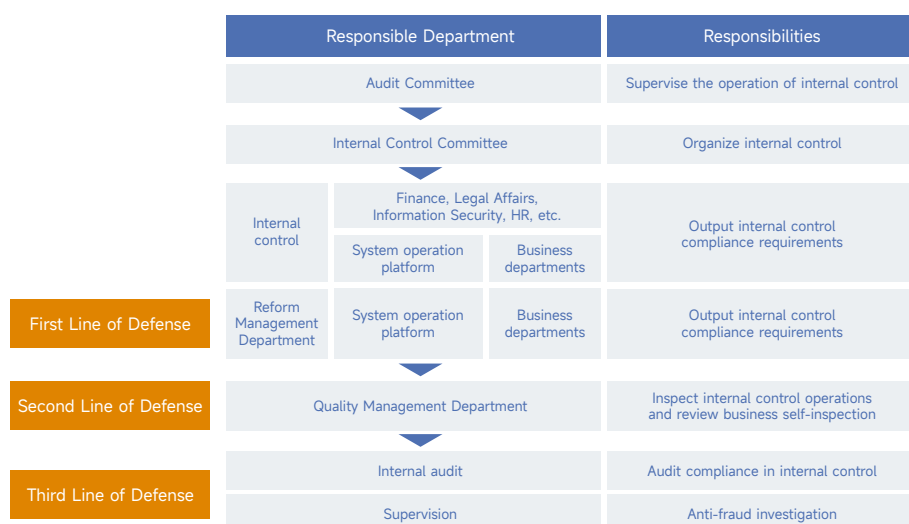 Responsible Department
Responsibilities
Audit Committee
Supervise the operation of internal control
Internal Control Committee
Organize internal control
Internal
control
Finance, Legal Affairs,
Information Security, HR, etc.
System operation
platform
Business
departments
Output internal control
compliance requirements
First Line of Defense
Reform
Management
Department
System operation
platform
Business
departments
Output internal control
compliance requirements
Second Line of Defense
Quality Management Department
Inspect internal control operations
and review business self-inspection
Third Line of Defense
Internal audit
Audit compliance in internal control
Supervision
Anti-fraud investigation